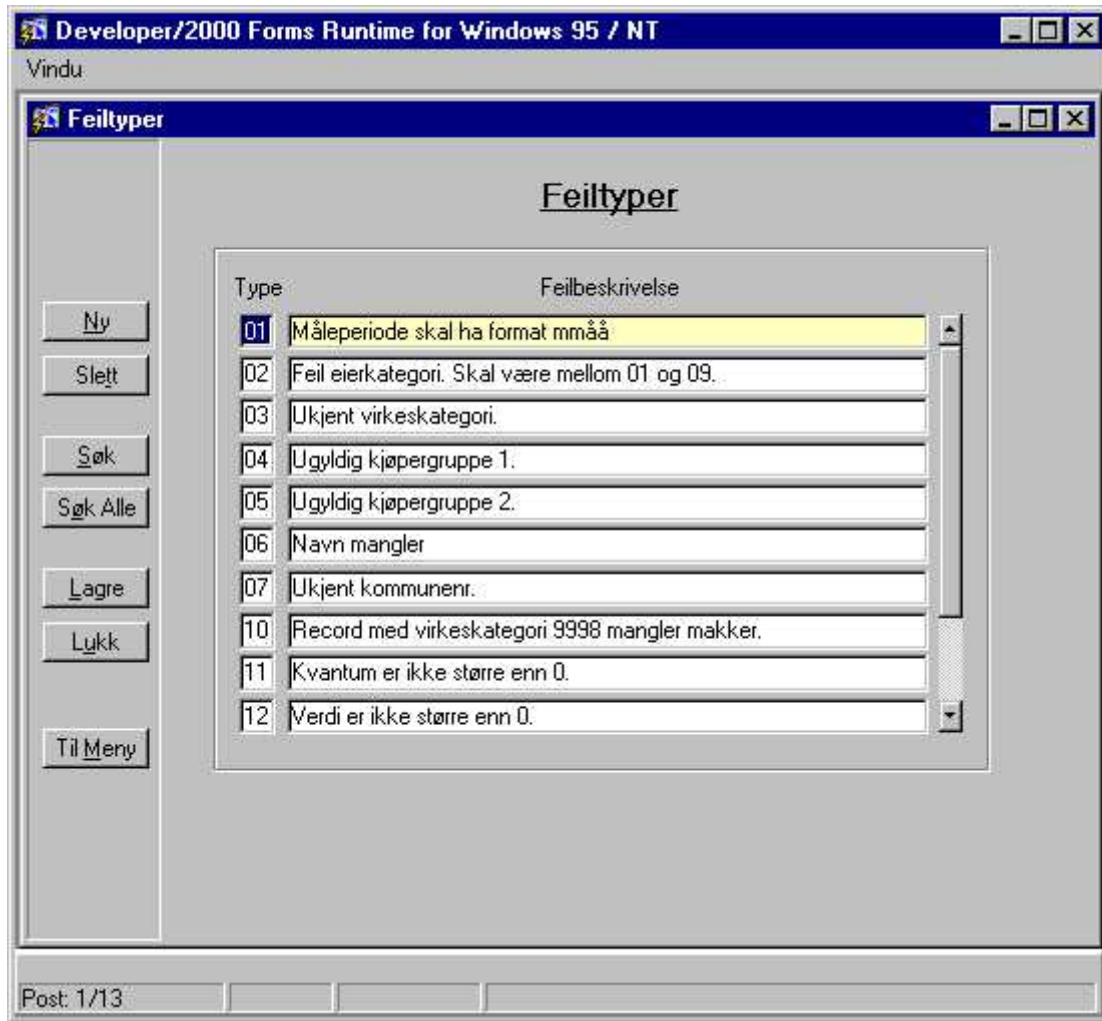 Developer/2000 Forms Runtime for Windows 95 / NT
Vindu
Feiltyper
Feiltyper
Type Feilbeskrivelse
Ny
01 Måleperiode skal ha format mmåå
Slett
02 Feil eierkategori. Skal være mellom 01 og 09.
03 Ukjent virkeskategori.
Søk
04 Ugyldig kjøpergruppe 1.
Søk Alle
05 Ugyldig kjøpergruppe 2.
06 Navn mangler
Lagre
07 Ukjent kommunenr.
Lukk
10 Record med virkeskategori 9998 mangler makker.
11 Kvantum er ikke større enn 0.
12 Verdi er ikke større enn 0.
Til Meny
Post: 1/13